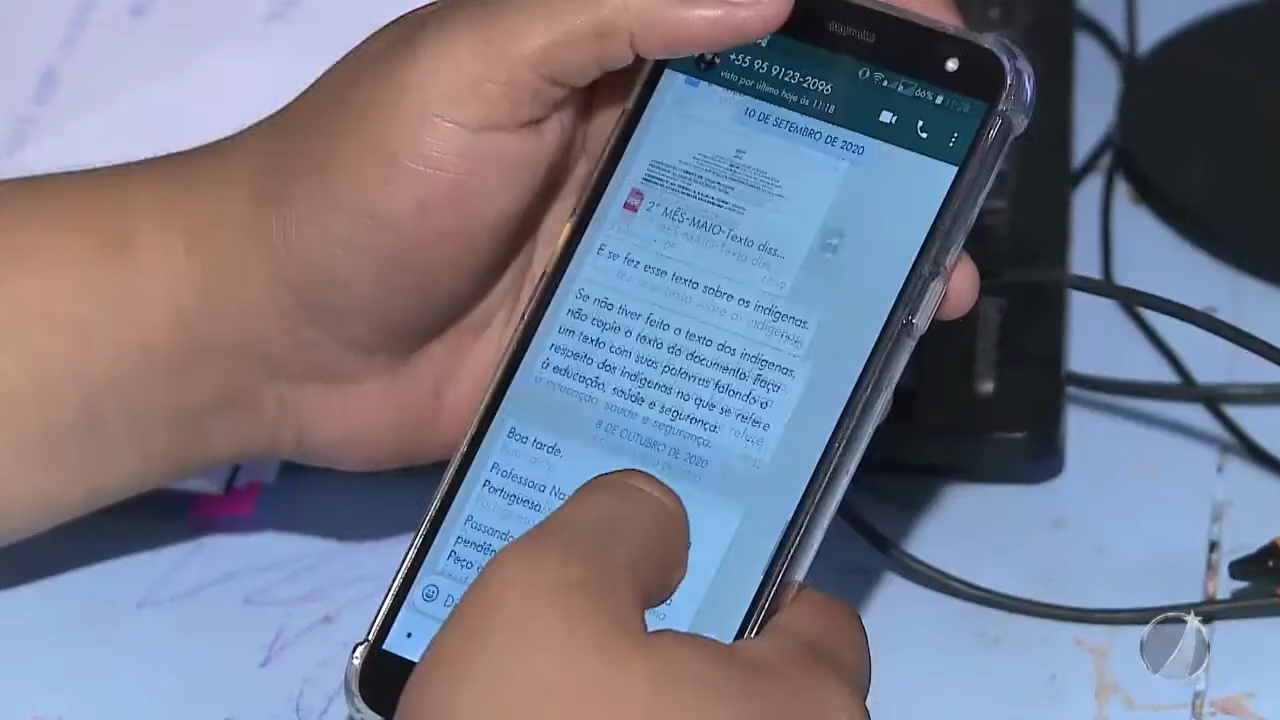 +55 95 9123-2096
visto por último hoje às 11:18
66%
10 DE SETEMBRO DE 2020
PDF
2° MÊS-MAIO-Texto diss...
E se fez esse texto sobre os indígenas.
Se não tiver feito o texto dos indígenas,
não copie o texto do documento. Faça
um texto com suas palavras falando o
respeito dos indígenas no que se refere
à educação, saúde e segurança.
8 DE OUTUBRO DE 2020
Boa tarde,
Professora
Portuguesa.
Passando
Peço